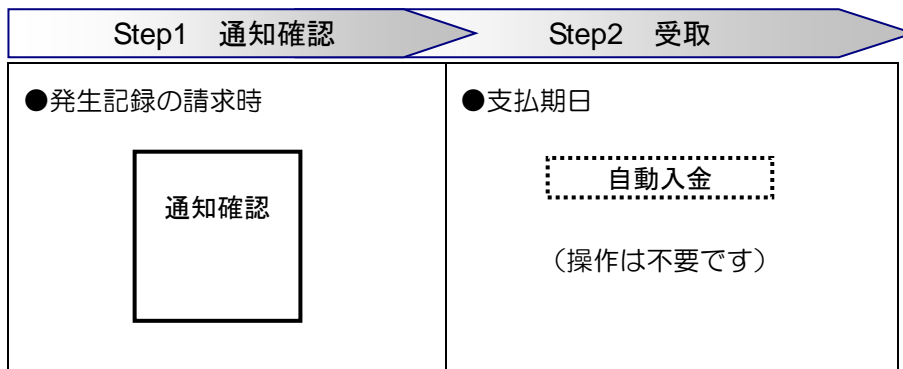 Step1 通知確認
Step2 受取
●発生記録の請求時
通知確認
●支払期日
自動入金
（操作は不要です）